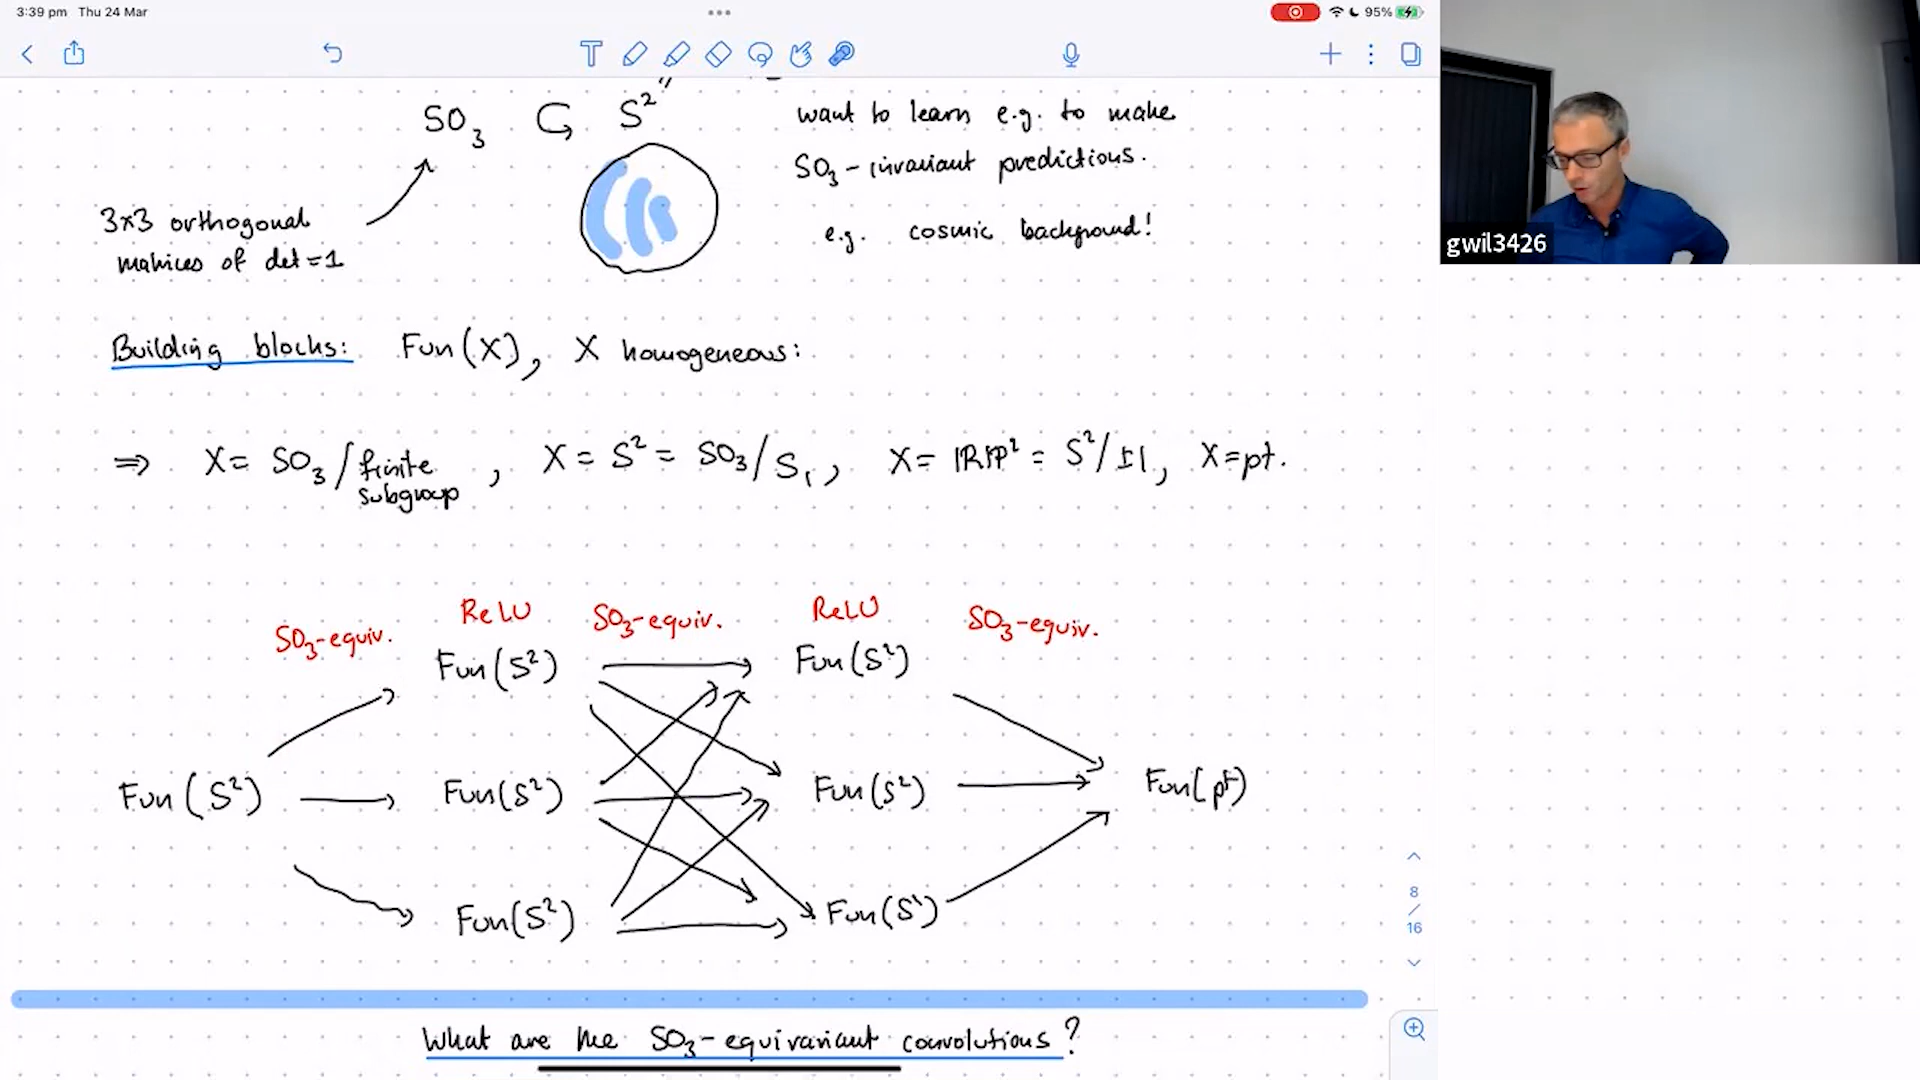 3:39 pm Thu 24 Mar
95%
SO₃ S²
want to learn e.g. to make
SO₃-invariant predictions.
3x3 orthogonal
matrices of det=1
e.g. cosmic background!
gwil3426
Building blocks: Fun(X), X homogeneous:
⇒ X = SO₃/finite subgroup, X = S² = SO₃/S₁, X = RP² = S²/±1, X=pt.
SO₃-equiv. ReLU SO₃-equiv. ReLU SO₃-equiv.
Fun(S²) Fun(S²)
Fun(S²) Fun(S²) Fun(S²) Fun(pt)
Fun(S²) Fun(S²)
8
/
16
What are the SO₃-equivariant convolutions?